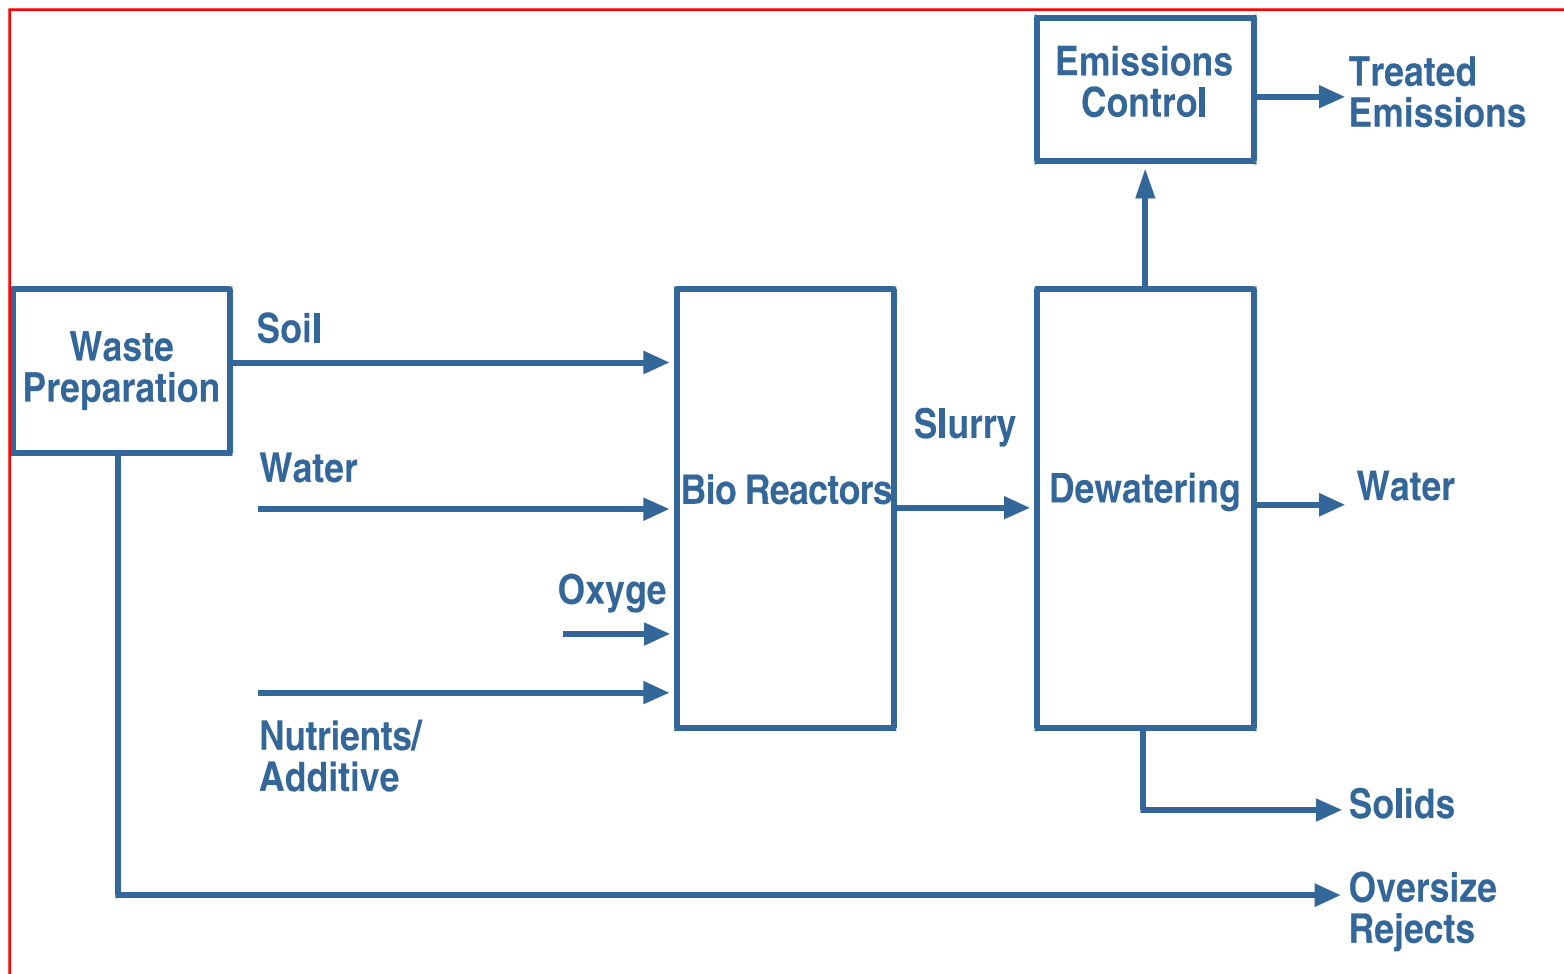 Emissions
Control
Treated
Emissions
Waste
Preparation
Soil
Water
Oxyge
Nutrients/
Additive
Bio Reactors
Slurry
Dewatering
Water
Solids
Oversize
Rejects